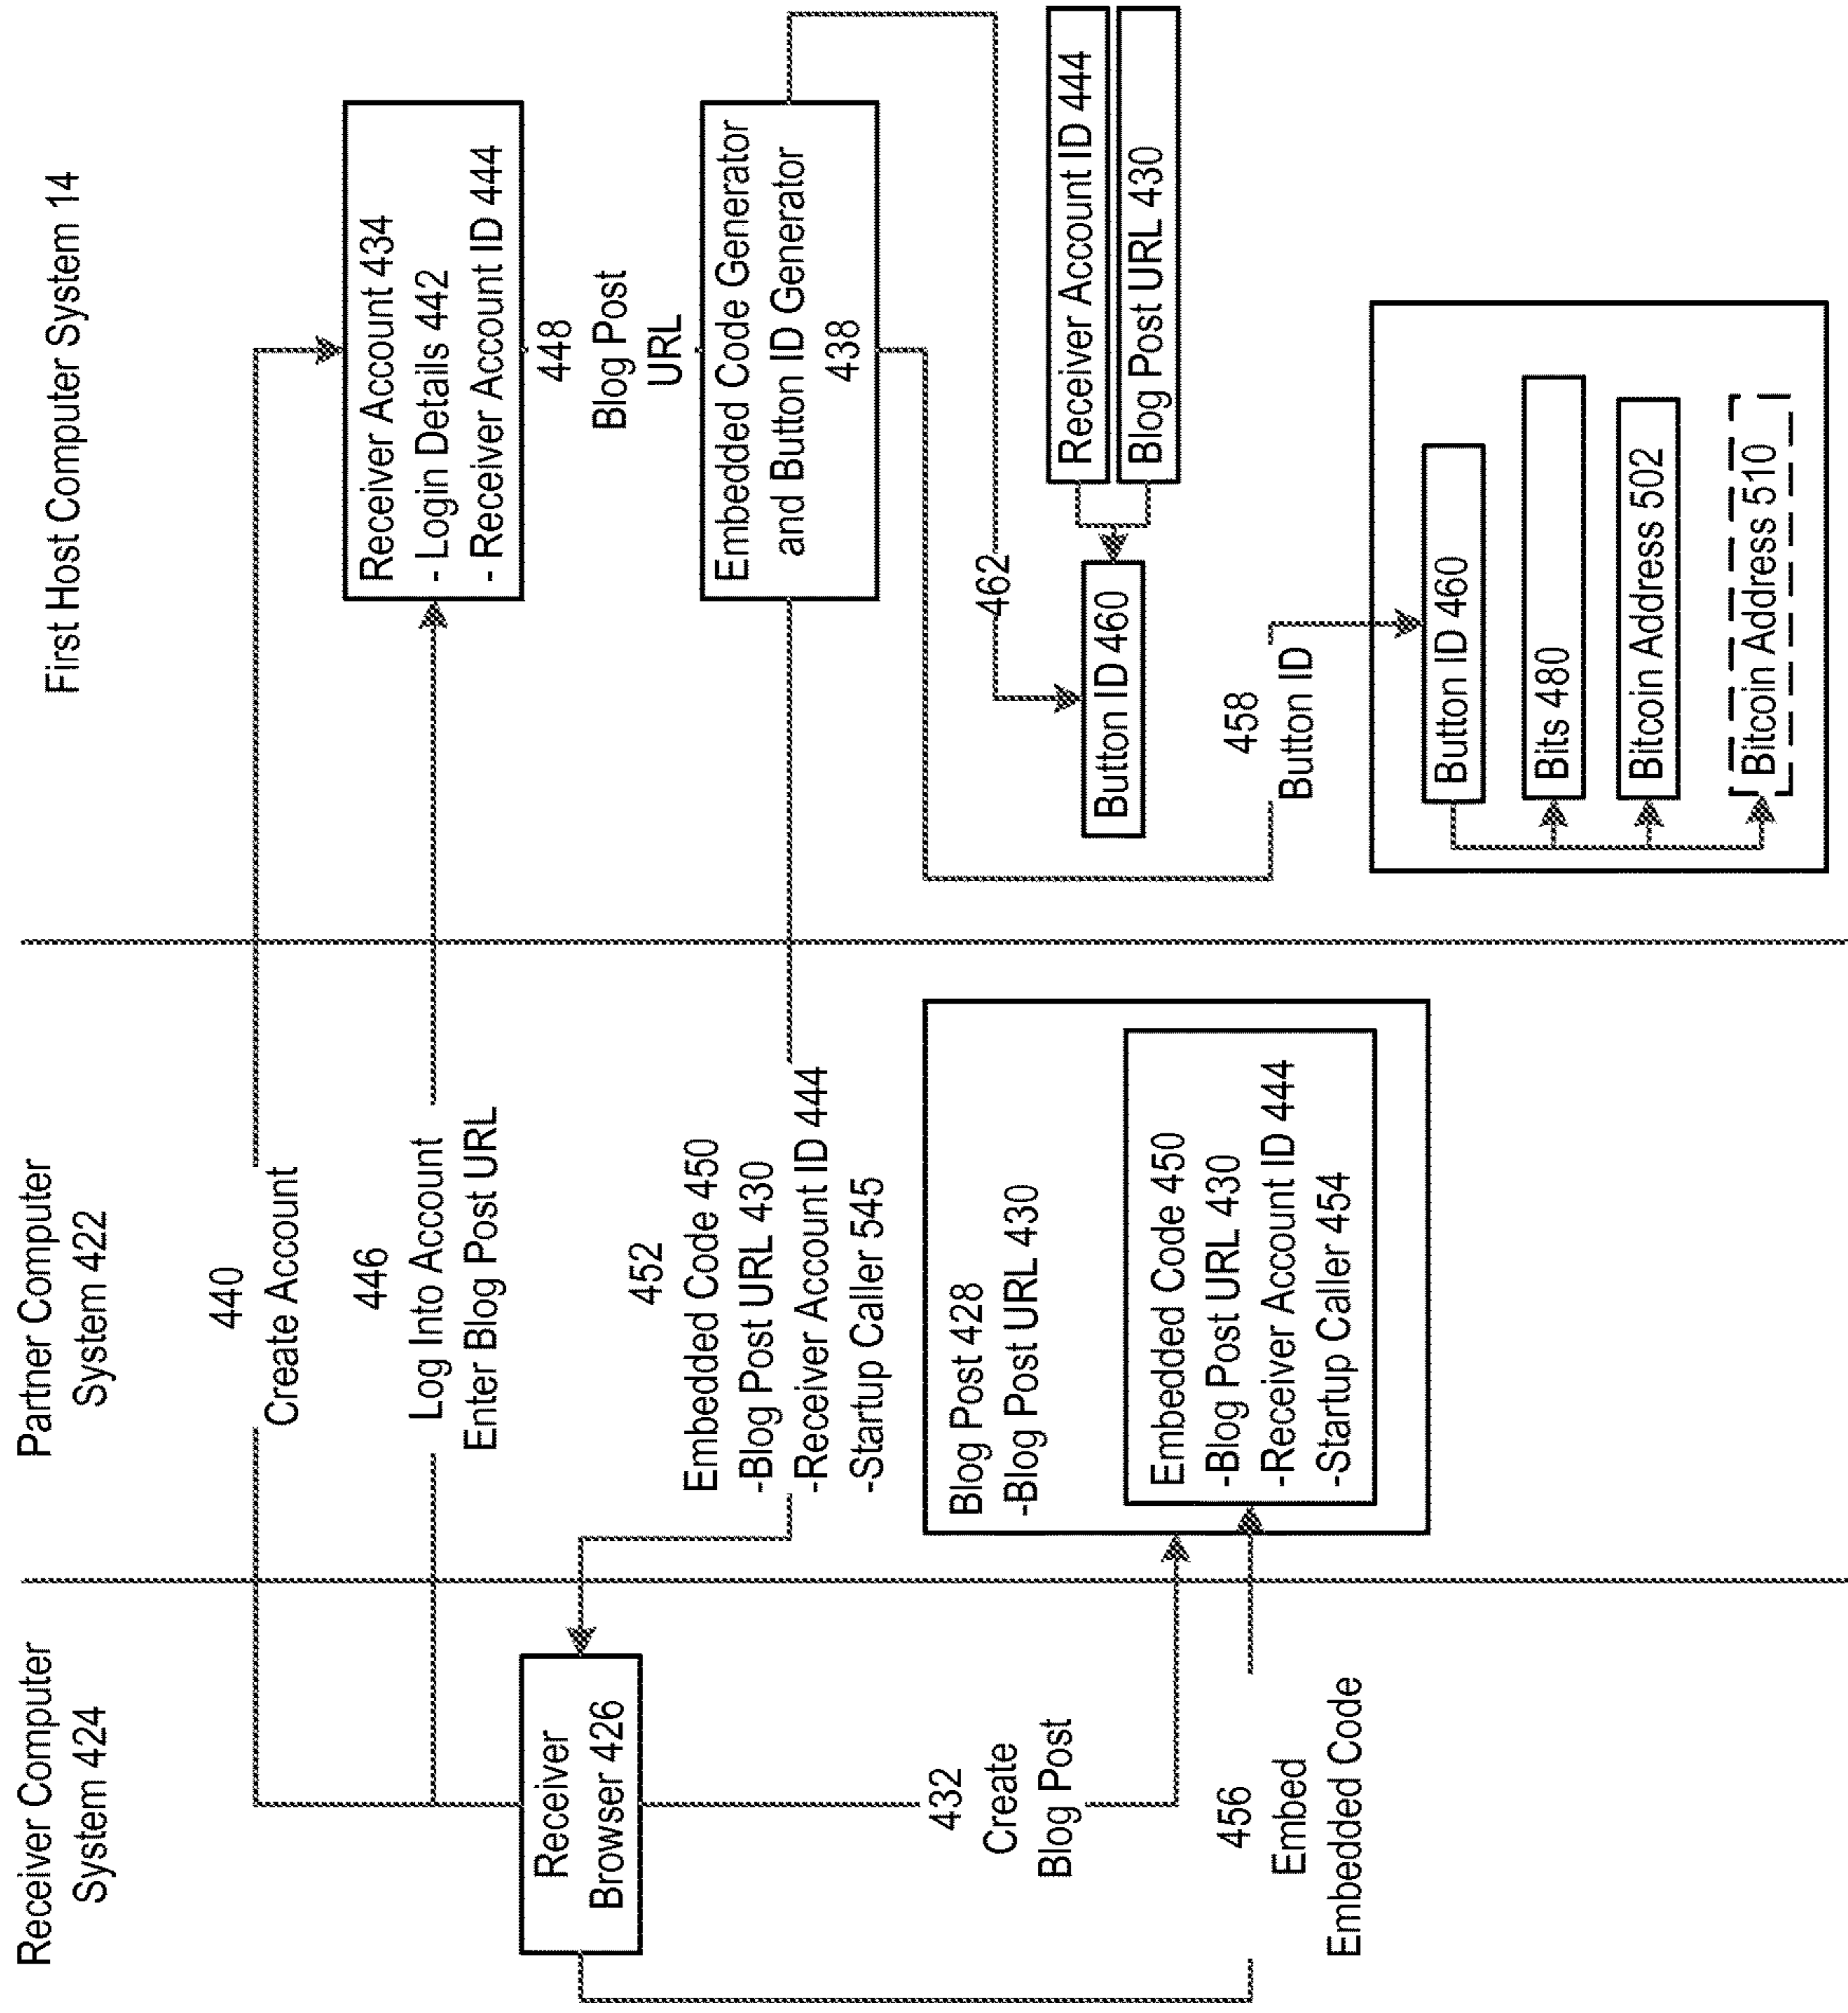 Receiver Computer
System 424
Partner Computer
System 422
First Host Computer System 14
440
Create Account
446
Log Into Account
Enter Blog Post URL
Receiver Account 434
- Login Details 442
- Receiver Account ID 444
448
Blog Post
URL
Receiver
Browser 426
452
Embedded Code 450
-Blog Post URL 430
-Receiver Account ID 444
-Startup Caller 545
Embedded Code Generator
and Button ID Generator
438
432
Create
Blog Post
Blog Post 428
-Blog Post URL 430
Embedded Code 450
-Blog Post URL 430
-Receiver Account ID 444
-Startup Caller 454
456
Embed
Embedded Code
462
Button ID 460
Receiver Account ID 444
Blog Post URL 430
458
Button ID
Button ID 460
Bits 480
Bitcoin Address 502
Bitcoin Address 510